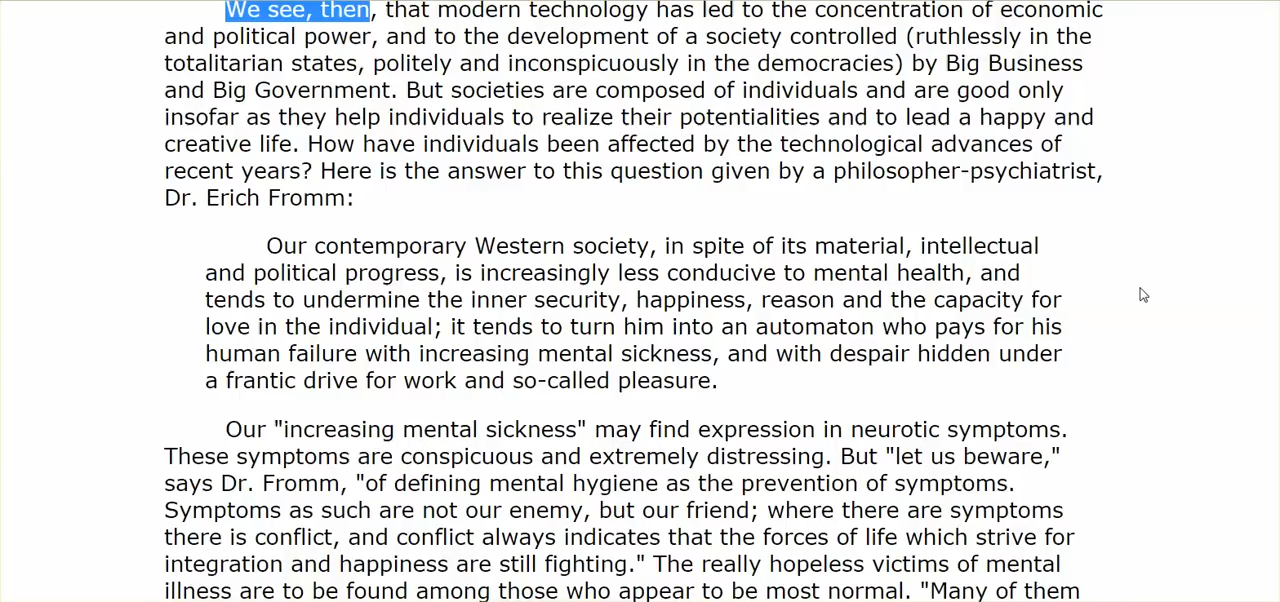 We see, then, that modern technology has led to the concentration of economic
and political power, and to the development of a society controlled (ruthlessly in the
totalitarian states, politely and inconspicuously in the democracies) by Big Business
and Big Government. But societies are composed of individuals and are good only
insofar as they help individuals to realize their potentialities and to lead a happy and
creative life. How have individuals been affected by the technological advances of
recent years? Here is the answer to this question given by a philosopher-psychiatrist,
Dr. Erich Fromm:
Our contemporary Western society, in spite of its material, intellectual
and political progress, is increasingly less conducive to mental health, and
tends to undermine the inner security, happiness, reason and the capacity for
love in the individual; it tends to turn him into an automaton who pays for his
human failure with increasing mental sickness, and with despair hidden under
a frantic drive for work and so-called pleasure.
Our "increasing mental sickness" may find expression in neurotic symptoms.
These symptoms are conspicuous and extremely distressing. But "let us beware,"
says Dr. Fromm, "of defining mental hygiene as the prevention of symptoms.
Symptoms as such are not our enemy, but our friend; where there are symptoms
there is conflict, and conflict always indicates that the forces of life which strive for
integration and happiness are still fighting." The really hopeless victims of mental
illness are to be found among those who appear to be most normal. "Many of them